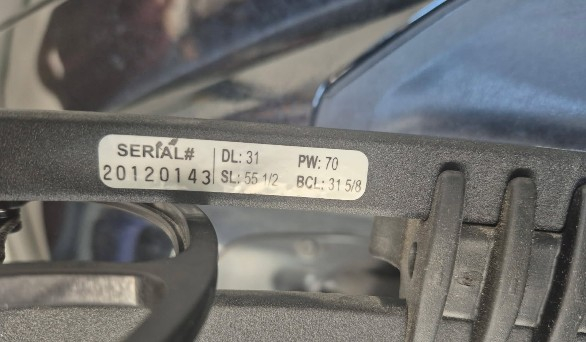 SERIAL# DL: 31 PW: 70
20120143 SL: 55 1/2 BCL: 31 5/8